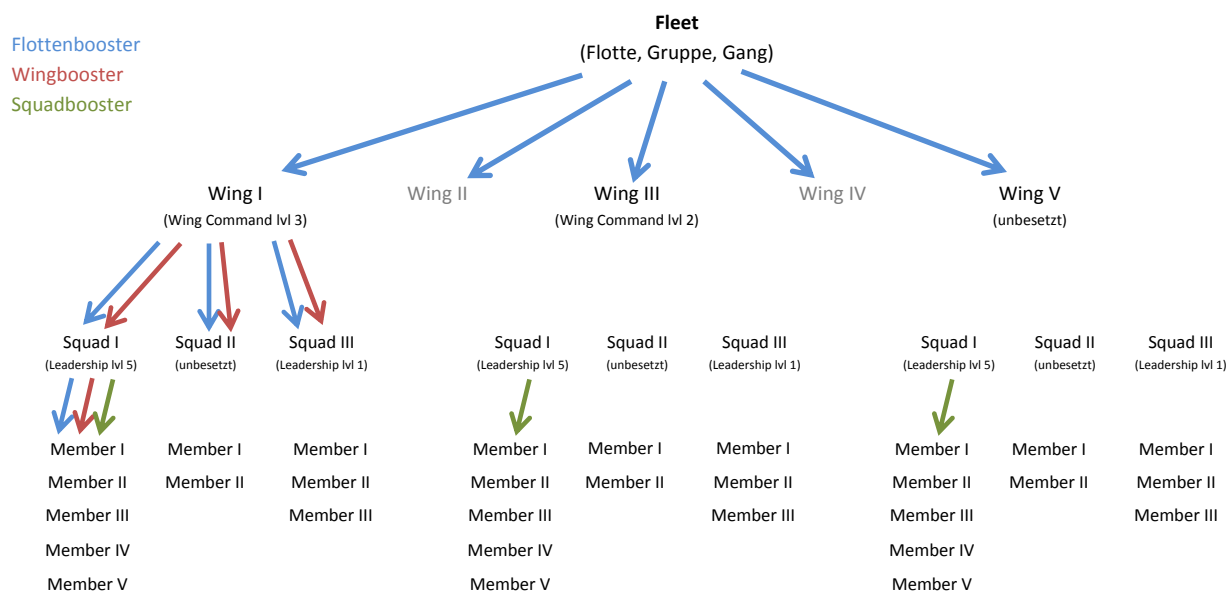 Fleet
(Flotte, Gruppe, Gang)
Flottenbooster
Wingbooster
Squadbooster
Wing I
(Wing Command lvl 3)
Wing II
Wing III
(Wing Command lvl 2)
Wing IV
Wing V
(unbesetzt)
Squad I
(Leadership lvl 5)
Squad II
(unbesetzt)
Squad III
(Leadership lvl 1)
Squad I
(Leadership lvl 5)
Squad II
(unbesetzt)
Squad III
(Leadership lvl 1)
Squad I
(Leadership lvl 5)
Squad II
(unbesetzt)
Squad III
(Leadership lvl 1)
Member I
Member II
Member III
Member IV
Member V
Member I
Member II
Member I
Member II
Member III
Member I
Member II
Member III
Member IV
Member V
Member I
Member II
Member I
Member II
Member III
Member I
Member II
Member III
Member IV
Member V
Member I
Member II
Member I
Member II
Member III